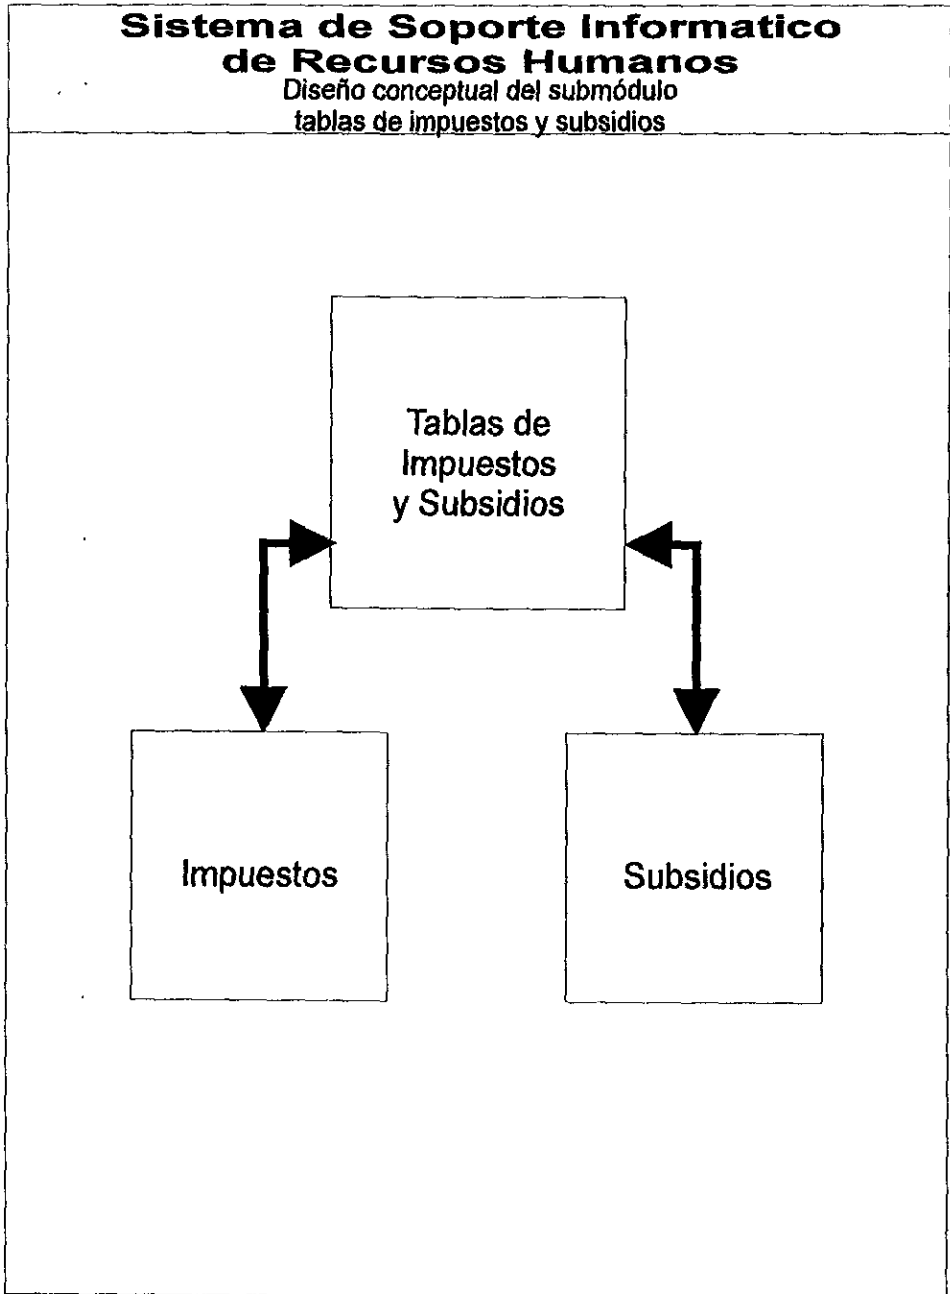 Sistema de Soporte Informatico
de Recursos Humanos
Diseño conceptual del submódulo
tablas de impuestos y subsidios
Tablas de
Impuestos
y Subsidios
Impuestos
Subsidios